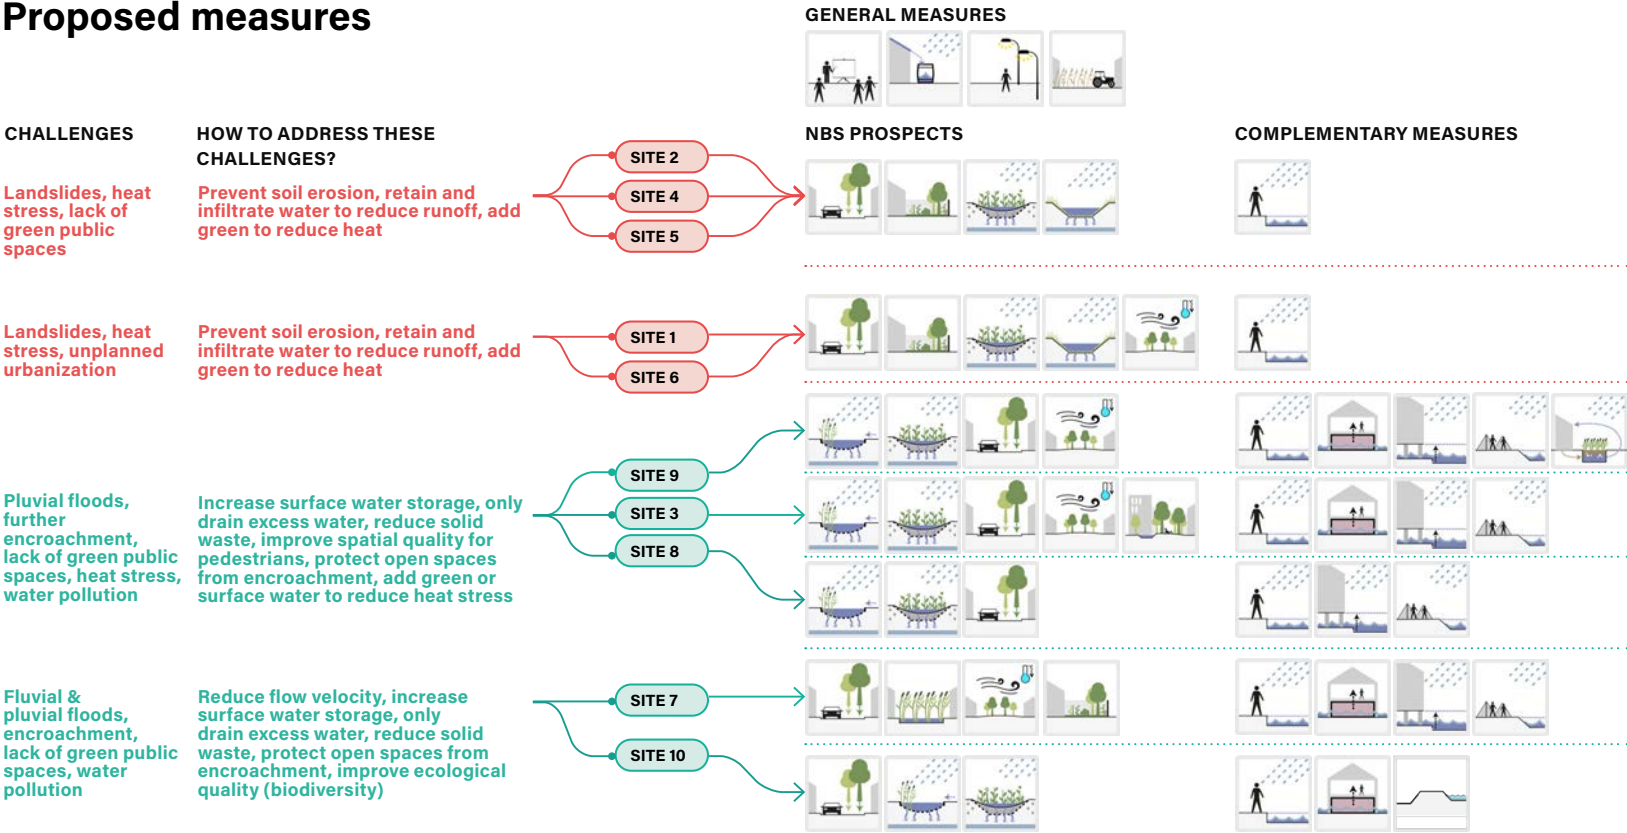 Proposed measures
GENERAL MEASURES
CHALLENGES
HOW TO ADDRESS THESE
CHALLENGES?
NBS PROSPECTS
COMPLEMENTARY MEASURES
Landslides, heat
stress, lack of
green public
spaces
Prevent soil erosion, retain and
infiltrate water to reduce runoff, add
green to reduce heat
SITE 2
SITE 4
SITE 5
Landslides, heat
stress, unplanned
urbanization
Prevent soil erosion, retain and
infiltrate water to reduce runoff, add
green to reduce heat
SITE 1
SITE 6
Pluvial floods,
further
encroachment,
lack of green public
spaces, heat stress,
water pollution
Increase surface water storage, only
drain excess water, reduce solid
waste, improve spatial quality for
pedestrians, protect open spaces
from encroachment, add green or
surface water to reduce heat stress
SITE 9
SITE 3
SITE 8
Fluvial &
pluvial floods,
encroachment,
lack of green public
spaces, water
pollution
Reduce flow velocity, increase
surface water storage, only
drain excess water, reduce solid
waste, protect open spaces from
encroachment, improve ecological
quality (biodiversity)
SITE 7
SITE 10